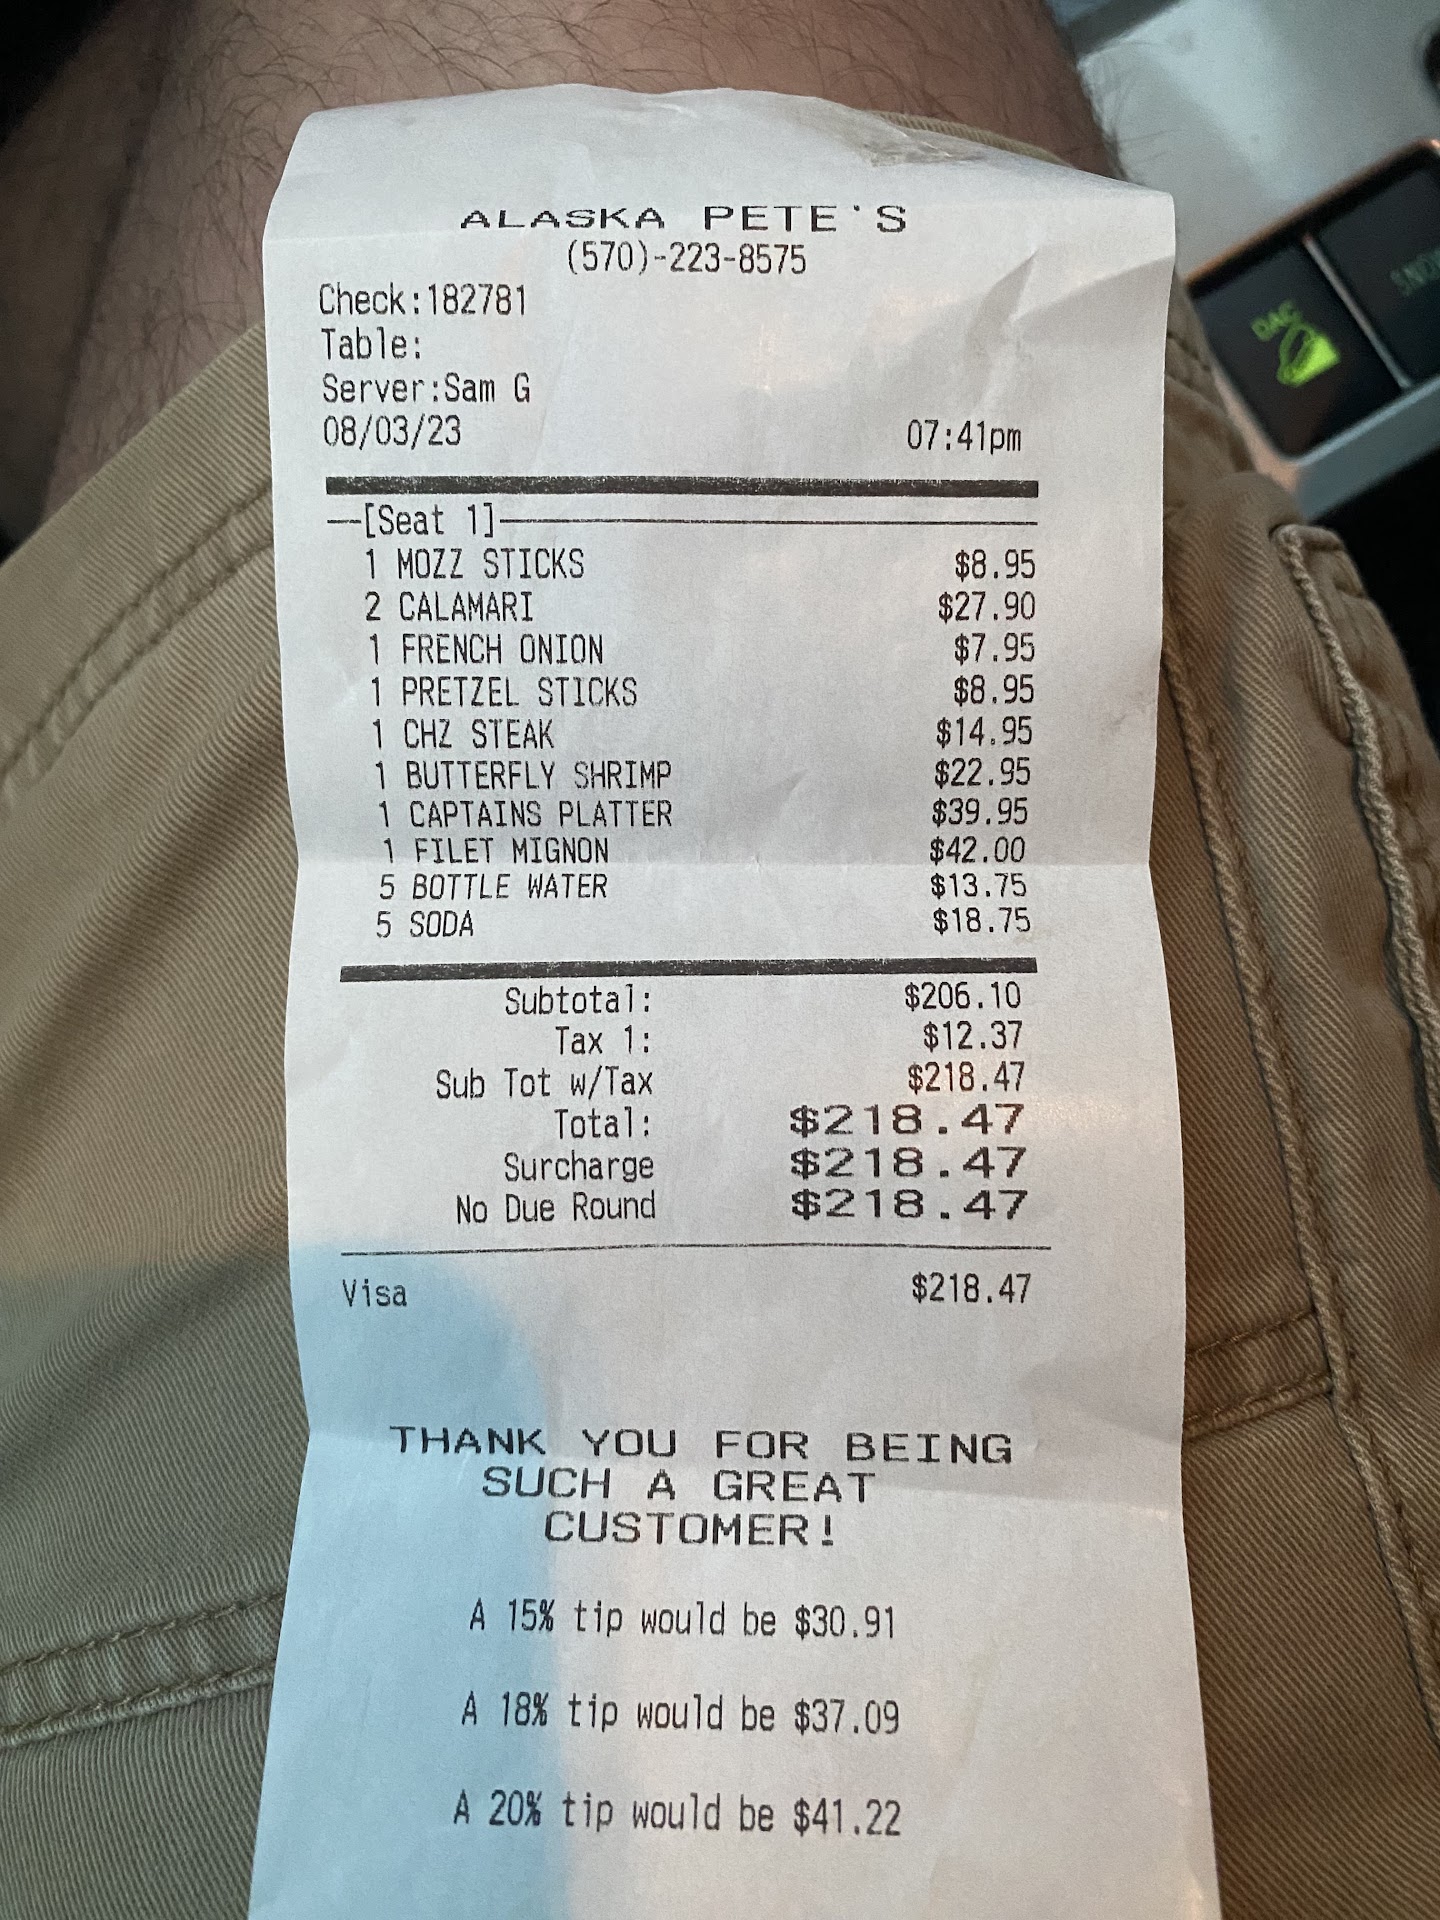 ALASKA PETE'S
(570)-223-8575
Check:182781
Table:
Server:Sam G
08/03/23 07:41pm
[Seat 1]
1 MOZZ STICKS $8.95
2 CALAMARI $27.90
1 FRENCH ONION $7.95
1 PRETZEL STICKS $8.95
1 CHZ STEAK $14.95
1 BUTTERFLY SHRIMP $22.95
1 CAPTAINS PLATTER $39.95
1 FILET MIGNON $42.00
5 BOTTLE WATER $13.75
5 SODA $18.75
Subtotal: $206.10
Tax 1: $12.37
Sub Tot w/Tax $218.47
Total: $218.47
Surcharge $218.47
No Due Round $218.47
Visa $218.47
THANK YOU FOR BEING
SUCH A GREAT
CUSTOMER!
A 15% tip would be $30.91
A 18% tip would be $37.09
A 20% tip would be $41.22
DAC